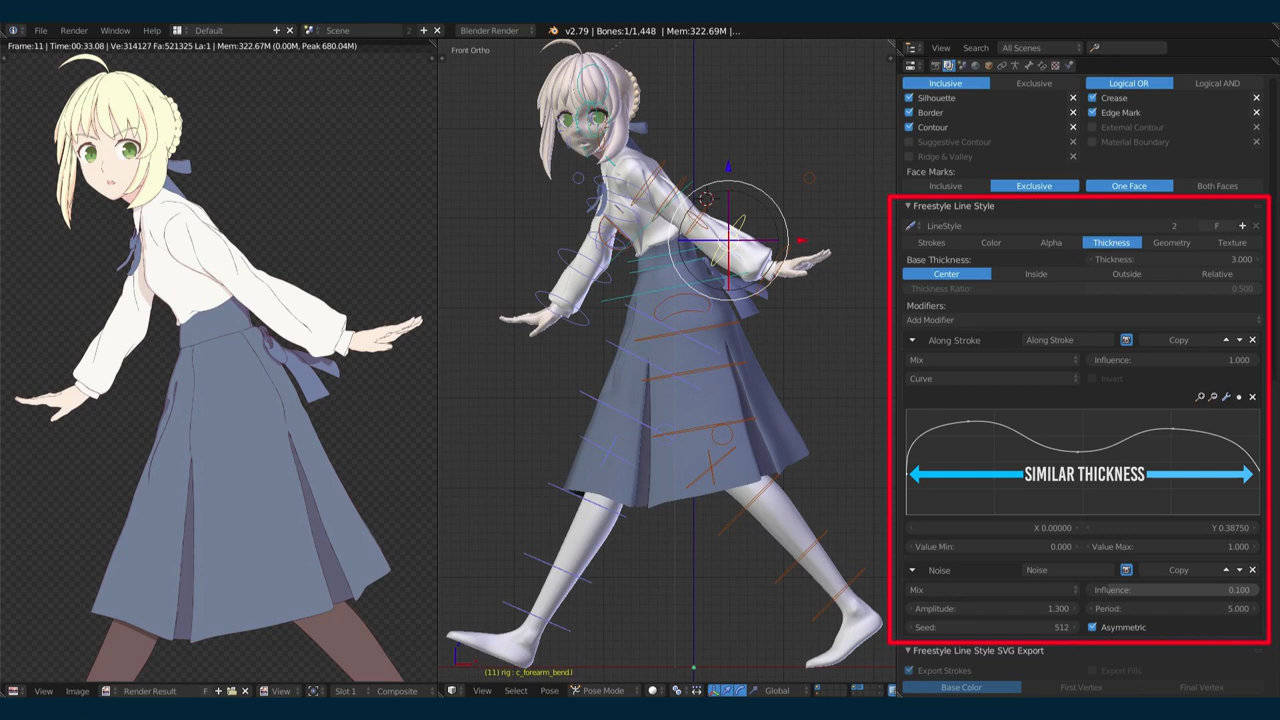 File Render Window Help Default Scene 2 Blender Render v2.79 | Bones:1/1,448 | Mem:322.69M |...
Frame:11 | Time:00:33.08 | Ve:314127 Fa:521325 La:1 | Mem:322.67M (0.00M, Peak 680.04M)
Front Ortho
View Search All Scenes
Inclusive Exclusive Logical OR Logical AND
Silhouette Crease
Border Edge Mark
Contour External Contour
Suggestive Contour Material Boundary
Ridge & Valley
Face Marks:
Inclusive Exclusive One Face Both Faces
Freestyle Line Style
LineStyle 2 F
Strokes Color Alpha Thickness Geometry Texture
Base Thickness: Thickness: 3.000
Center Inside Outside Relative
Thickness Ratio: 0.500
Modifiers:
Add Modifier
Along Stroke Along Stroke Copy
Mix Influence: 1.000
Curve Invert
SIMILAR THICKNESS
X 0.00000 Y 0.38750
Value Min: 0.000 Value Max: 1.000
Noise Noise Copy
Mix Influence: 0.100
Amplitude: 1.300 Period: 5.000
Seed: 512 Asymmetric
Freestyle Line Style SVG Export
Export Strokes Export Fills
Base Color First Vertex Final Vertex
(11) rig : c_forearm_bend.l
View Image Render Result F View Slot 1 Composite
View Select Pose Pose Mode Global